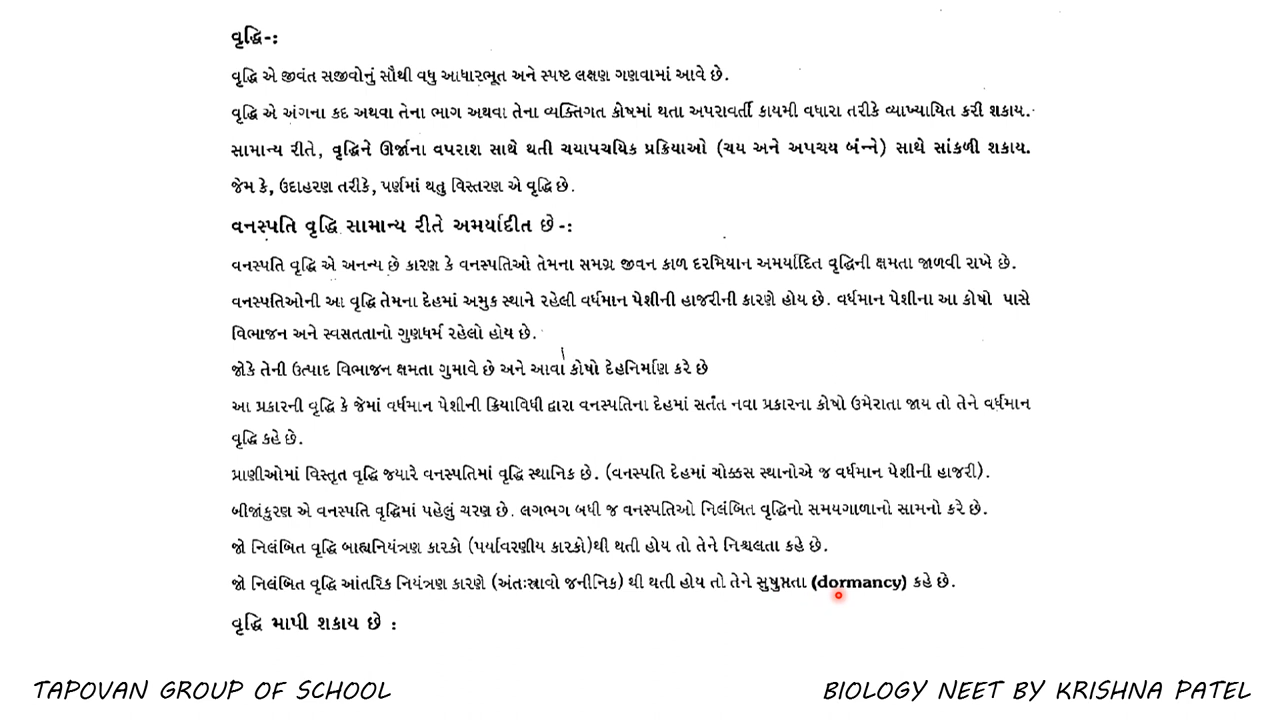 વૃદ્ધિ-:
વૃદ્ધિ એ જીવંત સજીવોનું સૌથી વધુ આધારભૂત અને સ્પષ્ટ લક્ષણ ગણવામાં આવે છે.
વૃદ્ધિ એ અંગના કદ અથવા તેના ભાગ અથવા તેના વ્યક્તિગત કોષમાં થતા અપરાવર્તી કાયમી વધારા તરીકે વ્યાખ્યાયિત કરી શકાય.
સામાન્ય રીતે, વૃદ્ધિને ઊર્જાના વપરાશ સાથે થતી ચયાપચયિક પ્રક્રિયાઓ (ચય અને અપચય બંન્ને) સાથે સાંકળી શકાય.
જેમ કે, ઉદાહરણ તરીકે, પર્ણમાં થતુ વિસ્તરણ એ વૃદ્ધિ છે.
વનસ્પતિ વૃદ્ધિ સામાન્ય રીતે અમર્યાદીત છે-:
વનસ્પતિ વૃદ્ધિ એ અનન્ય છે કારણ કે વનસ્પતિઓ તેમના સમગ્ર જીવન કાળ દરમિયાન અમર્યાદિત વૃદ્ધિની ક્ષમતા જાળવી રાખે છે.
વનસ્પતિઓની આ વૃદ્ધિ તેમના દેહમાં અમુક સ્થાને રહેલી વર્ધમાન પેશીની હાજરીની કારણે હોય છે. વર્ધમાન પેશીના આ કોષો પાસે
વિભાજન અને સ્વસતતાનો ગુણધર્મ રહેલો હોય છે.
જોકે તેની ઉત્પાદ વિભાજન ક્ષમતા ગુમાવે છે અને આવા કોષો દેહનિર્માણ કરે છે
આ પ્રકારની વૃદ્ધિ કે જેમાં વર્ધમાન પેશીની ક્રિયાવિધી દ્વારા વનસ્પતિના દેહમાં સતંત નવા પ્રકારના કોષો ઉમેરાતા જાય તો તેને વર્ધમાન
વૃદ્ધિ કહે છે.
પ્રાણીઓમાં વિસ્તૃત વૃદ્ધિ જયારે વનસ્પતિમાં વૃદ્ધિ સ્થાનિક છે. (વનસ્પતિ દેહમાં ચોક્કસ સ્થાનોએ જ વર્ધમાન પેશીની હાજરી).
બીજાંકુરણ એ વનસ્પતિ વૃદ્ધિમાં પહેલું ચરણ છે. લગભગ બધી જ વનસ્પતિઓ નિલંબિત વૃદ્ધિનો સમયગાળાનો સામનો કરે છે.
જો નિલંબિત વૃદ્ધિ બાહ્યનિયંત્રણ કારકો (પર્યાવરણીય કારકો)થી થતી હોય તો તેને નિશ્ચલતા કહે છે.
જો નિલંબિત વૃદ્ધિ આંતરિક નિયંત્રણ કારણે (અંતઃસ્ત્રાવો જનીનિક) થી થતી હોય તો તેને સુષુપ્તતા (dormancy) કહે છે.
વૃદ્ધિ માપી શકાય છે :
TAPOVAN GROUP OF SCHOOL
BIOLOGY NEET BY KRISHNA PATEL